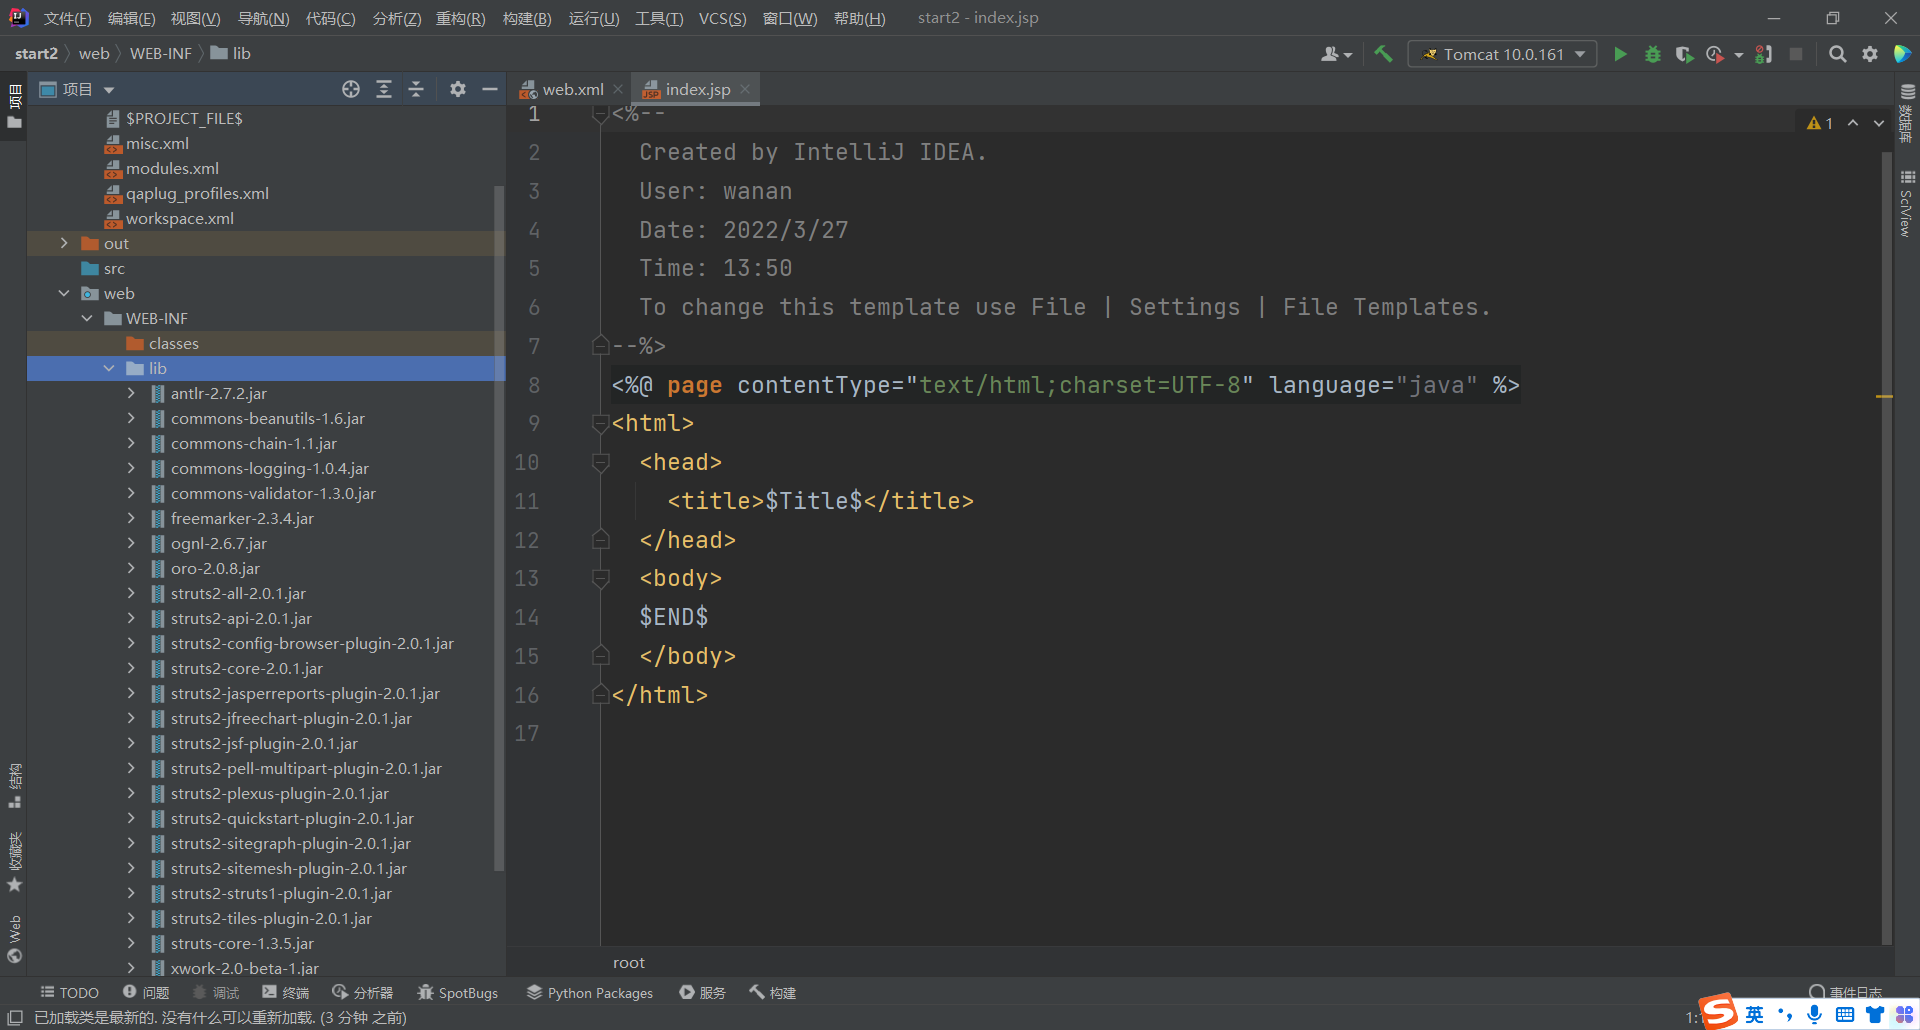 文件(F) 编辑(E) 视图(V) 导航(N) 代码(C) 分析(Z) 重构(R) 构建(B) 运行(U) 工具(T) VCS(S) 窗口(W) 帮助(H) start2 - index.jsp
start2 web WEB-INF lib Tomcat 10.0.161
项目 web.xml index.jsp
$PROJECT_FILE$
misc.xml
modules.xml
qaplug_profiles.xml
workspace.xml
out
src
web
WEB-INF
classes
lib
antlr-2.7.2.jar
commons-beanutils-1.6.jar
commons-chain-1.1.jar
commons-logging-1.0.4.jar
commons-validator-1.3.0.jar
freemarker-2.3.4.jar
ognl-2.6.7.jar
oro-2.0.8.jar
struts2-all-2.0.1.jar
struts2-api-2.0.1.jar
struts2-config-browser-plugin-2.0.1.jar
struts2-core-2.0.1.jar
struts2-jasperreports-plugin-2.0.1.jar
struts2-jfreechart-plugin-2.0.1.jar
struts2-jsf-plugin-2.0.1.jar
struts2-pell-multipart-plugin-2.0.1.jar
struts2-plexus-plugin-2.0.1.jar
struts2-quickstart-plugin-2.0.1.jar
struts2-sitegraph-plugin-2.0.1.jar
struts2-sitemesh-plugin-2.0.1.jar
struts2-struts1-plugin-2.0.1.jar
struts2-tiles-plugin-2.0.1.jar
struts-core-1.3.5.jar
xwork-2.0-beta-1.jar
1 <%--
2 Created by IntelliJ IDEA.
3 User: wanan
4 Date: 2022/3/27
5 Time: 13:50
6 To change this template use File | Settings | File Templates.
7 --%>
8 <%@ page contentType="text/html;charset=UTF-8" language="java" %>
9 <html>
10 <head>
11 <title>$Title$</title>
12 </head>
13 <body>
14 $END$
15 </body>
16 </html>
17
1
root
项目
结构
收藏夹
Web
数据库
SciView
TODO 问题 调试 终端 分析器 SpotBugs Python Packages 服务 构建 事件日志
已加载类是最新的. 没有什么可以重新加载. (3 分钟 之前)
英